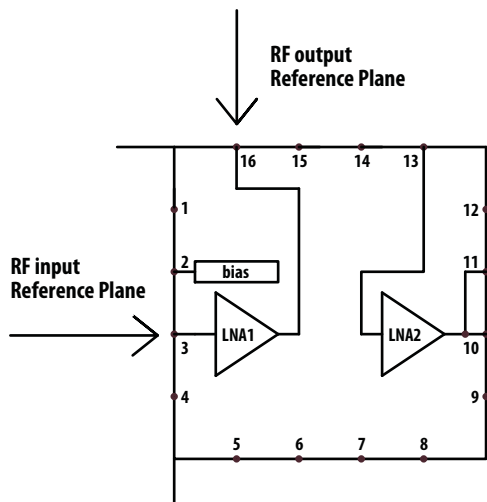 RF output
Reference Plane
16 15 14 13
1 12
2 bias 11
RF input
Reference Plane
3 LNA1 LNA2 10
4 9
5 6 7 8